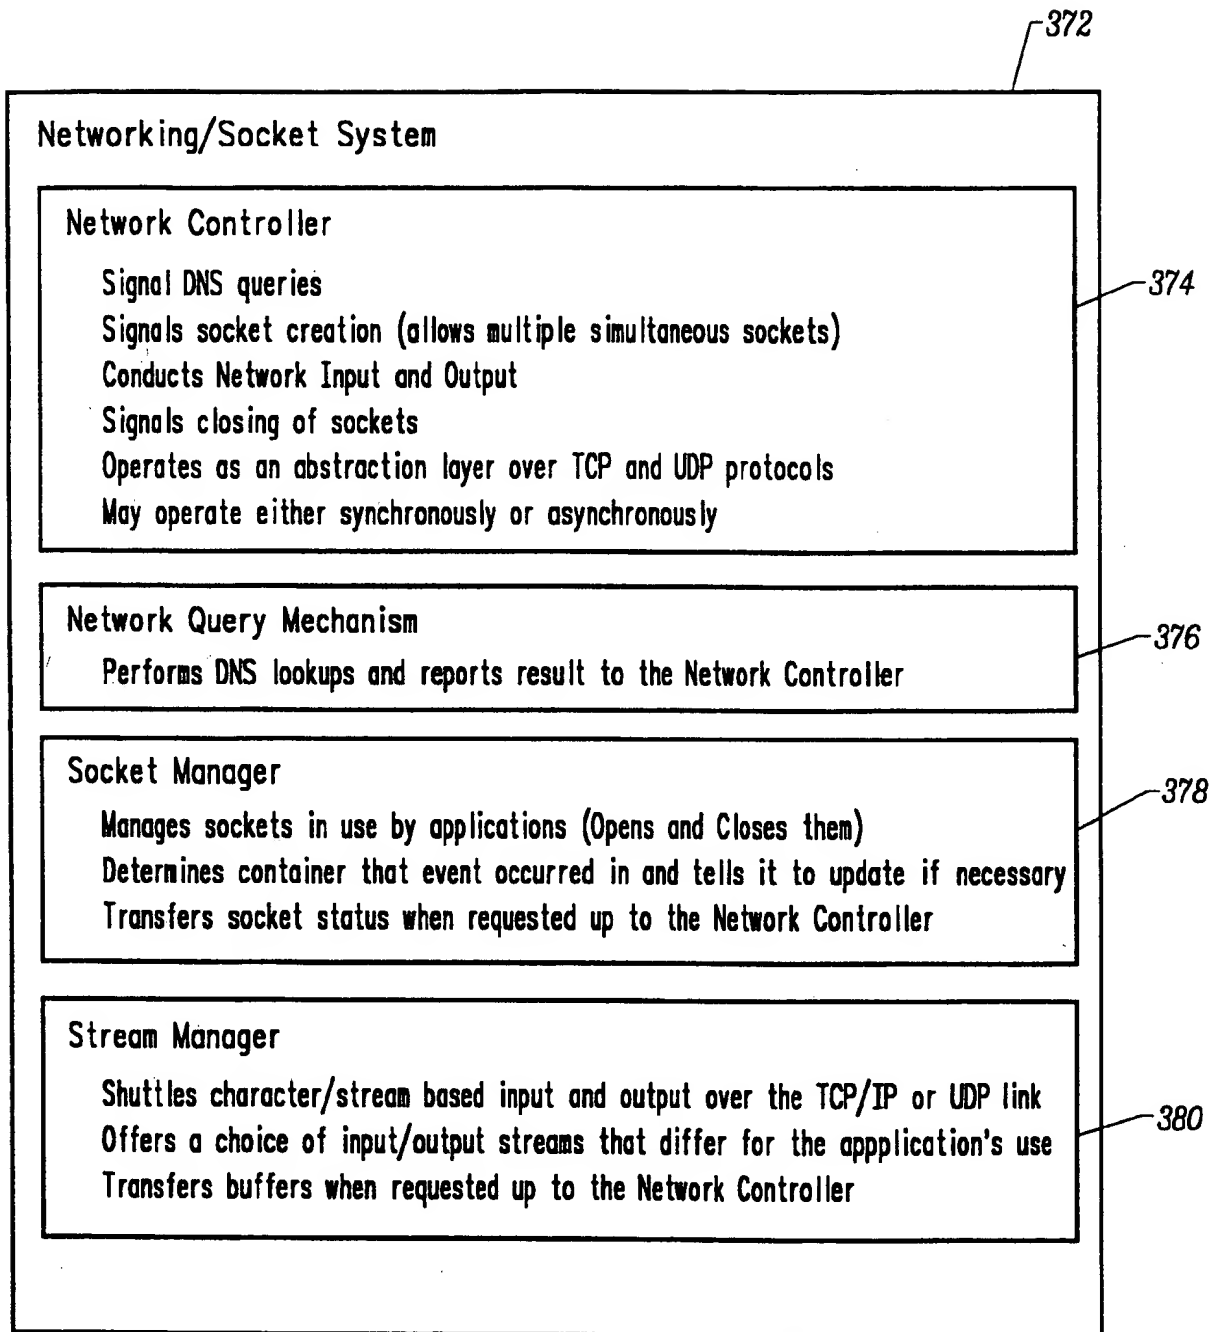 372
Networking/Socket System
Network Controller
Signal DNS queries
374
Signals socket creation (allows multiple simultaneous sockets)
Conducts Network Input and Output
Signals closing of sockets
Operates as an abstraction layer over TCP and UDP protocols
May operate either synchronously or asynchronously
Network Query Mechanism
376
Performs DNS lookups and reports result to the Network Controller
Socket Manager
378
Manages sockets in use by applications (Opens and Closes them)
Determines container that event occurred in and tells it to update if necessary
Transfers socket status when requested up to the Network Controller
Stream Manager
Shuttles character/stream based input and output over the TCP/IP or UDP link
380
Offers a choice of input/output streams that differ for the appplication's use
Transfers buffers when requested up to the Network Controller